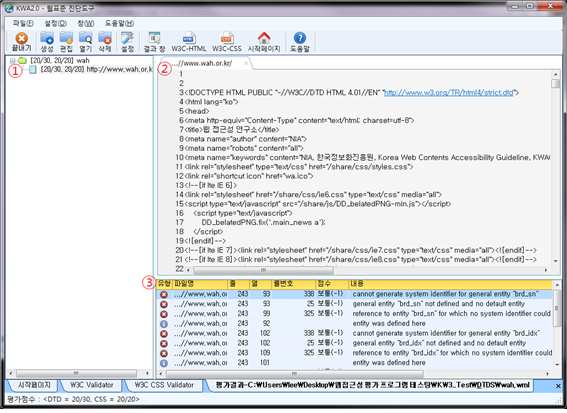 KWA2.0 - 웹표준 진단도구
파일(F) 설정(O) 창(W) 도움말(H)
끝내기 생성 편집 열기 삭제 설정 결과 창 W3C-HTML W3C-CSS 시작페이지 도움말
① [20/30, 20/20] wah
[20/30, 20/20] http://www.wah.or.k
② ...//www.wah.or.kr/
1
2
3 <!DOCTYPE HTML PUBLIC "-//W3C//DTD HTML 4.01//EN" "http://www.w3.org/TR/html4/strict.dtd">
4 <html lang="ko">
5 <head>
6 <meta http-equiv="Content-Type" content="text/html; charset=utf-8">
7 <title>웹 접근성 연구소</title>
8 <meta name="author" content="NIA">
9 <meta name="robots" content="all">
10 <meta name="keywords" content="NIA, 한국정보화진흥원, Korea Web Contents Accessibility Guideline, KWA
11 <link rel="stylesheet" type="text/css" href="/share/css/styles.css">
12 <link rel="shortcut icon" href="wa.ico">
13 <!--[if lte IE 6]>
14 <link rel="stylesheet" href="/share/css/ie6.css" type="text/css" media="all">
15 <script type="text/javascript" src="/share/js/DD_belatedPNG-min.js"></script>
16 <script type="text/javascript">
17 DD_belatedPNG.fix('.main_news a');
18 </script>
19 <![endif]-->
20 <!--[if IE 7]><link rel="stylesheet" href="/share/css/ie7.css" type="text/css" media="all"><![endif]-->
21 <!--[if IE 8]><link rel="stylesheet" href="/share/css/ie8.css" type="text/css" media="all"><![endif]-->
22
③ 유형 파일명 줄 열 룰번호 점수 내용
...//www.wah.or 243 93 338 보통(-1) cannot generate system identifier for general entity "brd_sn"
...//www.wah.or 243 93 25 보통(-1) general entity "brd_sn" not defined and no default entity
...//www.wah.or 243 99 325 보통(-1) reference to entity "brd_sn" for which no system identifier could
...//www.wah.or 243 92 entity was defined here
...//www.wah.or 243 102 338 보통(-1) cannot generate system identifier for general entity "brd_idx"
...//www.wah.or 243 102 25 보통(-1) general entity "brd_idx" not defined and no default entity
...//www.wah.or 243 109 325 보통(-1) reference to entity "brd_idx" for which no system identifier could
...//www.wah.or 243 101 entity was defined here
시작페이지 W3C Validator W3C CSS Validator 평가결과-C:₩Users₩lee₩Desktop₩웹접근성 평가 프로그램 테스팅₩KW3_Test₩DTDS₩wah.wml
평가점수 : <DTD = 20/30, CSS = 20/20>